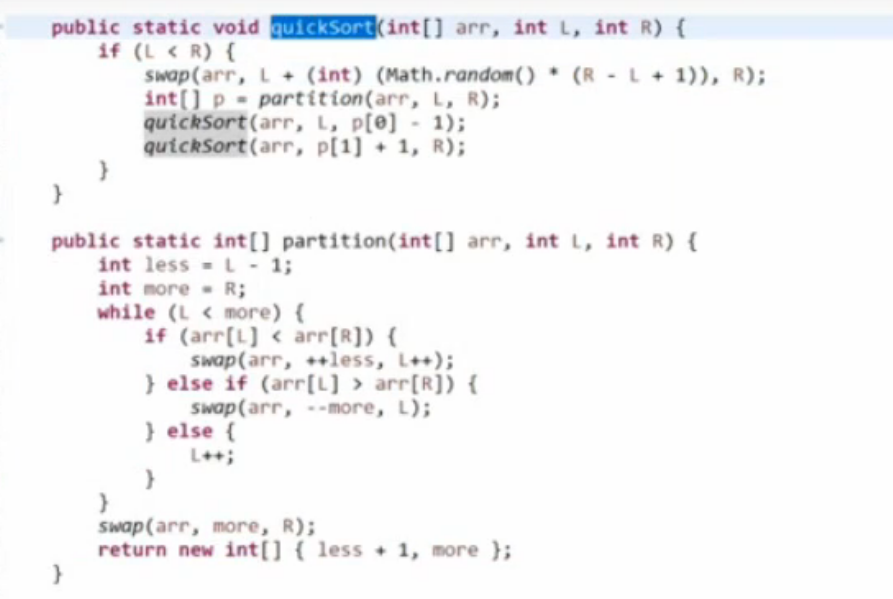 public static void quickSort(int[] arr, int L, int R) {
if (L < R) {
swap(arr, L + (int) (Math.random() * (R - L + 1)), R);
int[] p = partition(arr, L, R);
quickSort(arr, L, p[0] - 1);
quickSort(arr, p[1] + 1, R);
}
}
public static int[] partition(int[] arr, int L, int R) {
int less = L - 1;
int more = R;
while (L < more) {
if (arr[L] < arr[R]) {
swap(arr, ++less, L++);
} else if (arr[L] > arr[R]) {
swap(arr, --more, L);
} else {
L++;
}
}
swap(arr, more, R);
return new int[] { less + 1, more };
}